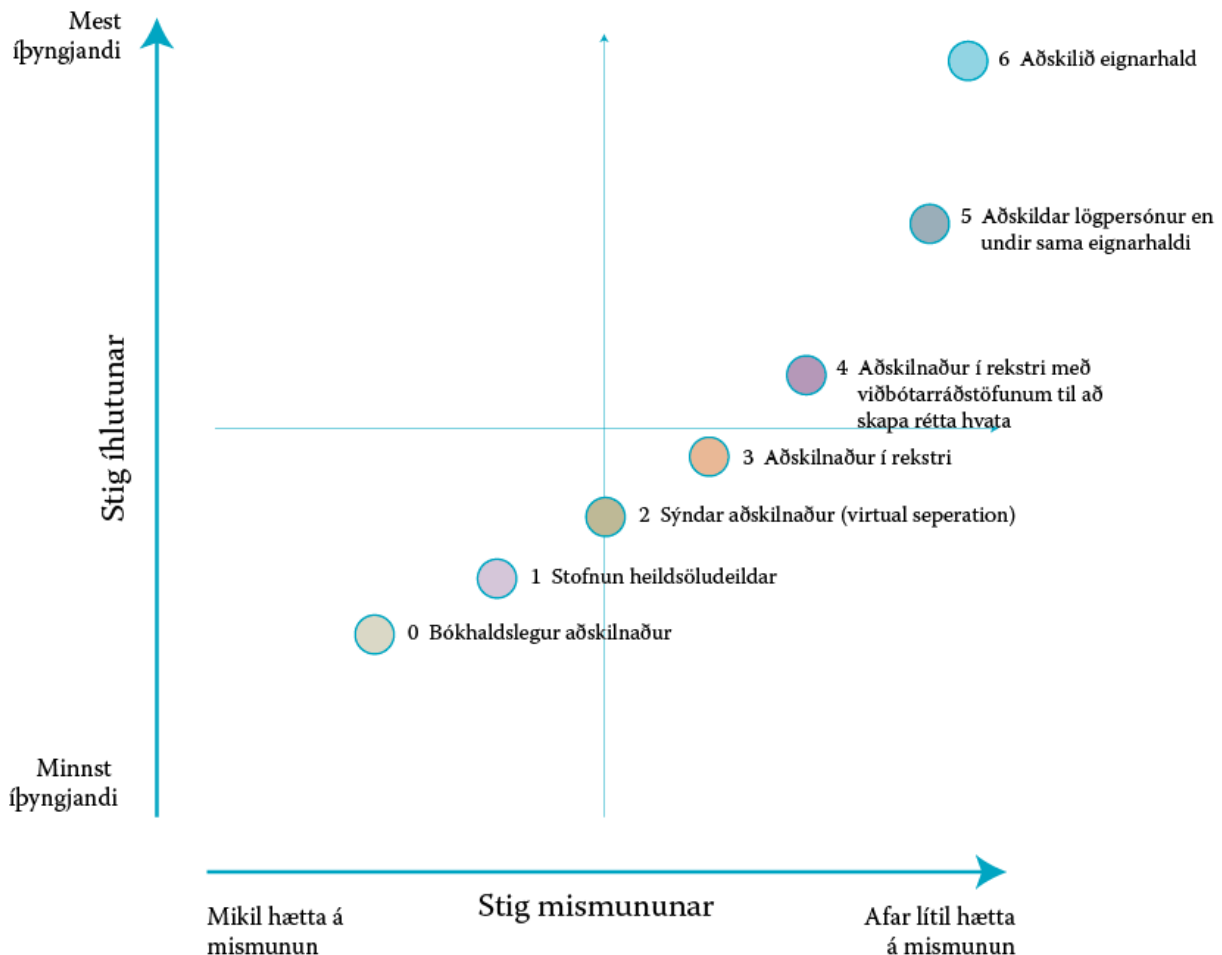 Mest
íþyngjandi
6 Aðskilið eignarhald
5 Aðskildar lögpersónur en
undir sama eignarhaldi
Stig íhlutunar
4 Aðskilnaður í rekstri með
viðbótarráðstöfunum til að
skapa rétta hvata
3 Aðskilnaður í rekstri
2 Sýndar aðskilnaður (virtual seperation)
1 Stofnun heildsöludeildar
0 Bókhaldslegur aðskilnaður
Minnst
íþyngjandi
Stig mismununar
Mikil hætta á
mismunun
Afar lítil hætta
á mismunun